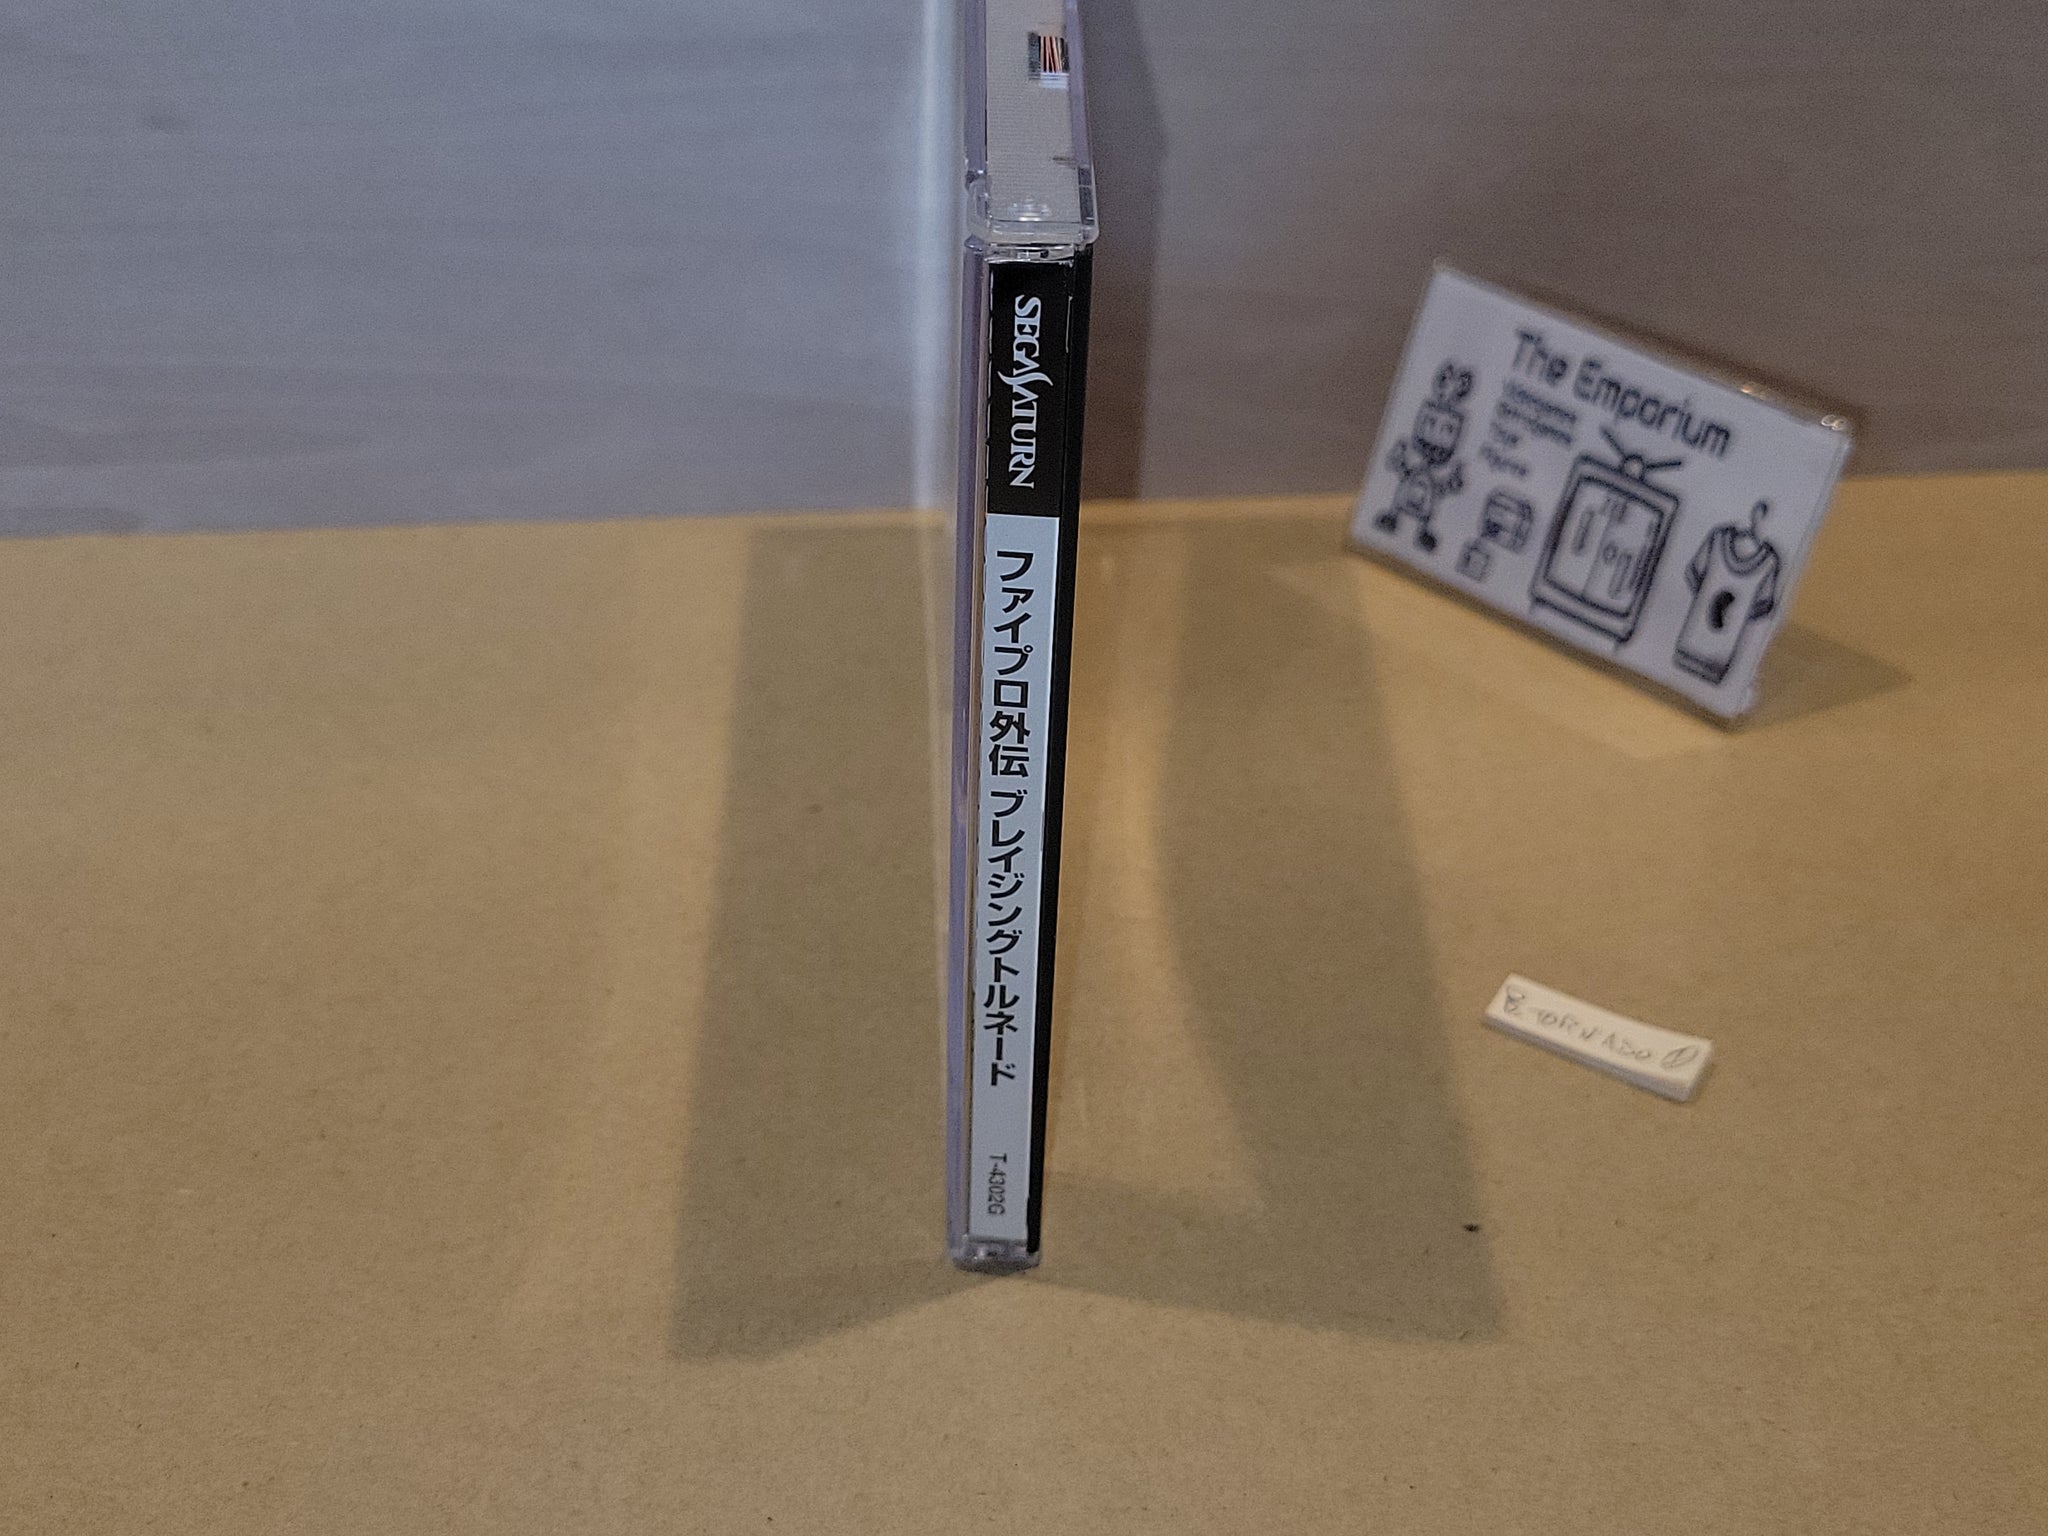 SEGA SATURN
ファイプロ外伝 ブレイジングトルネード
T-4302G
The Emporium
TORNADO